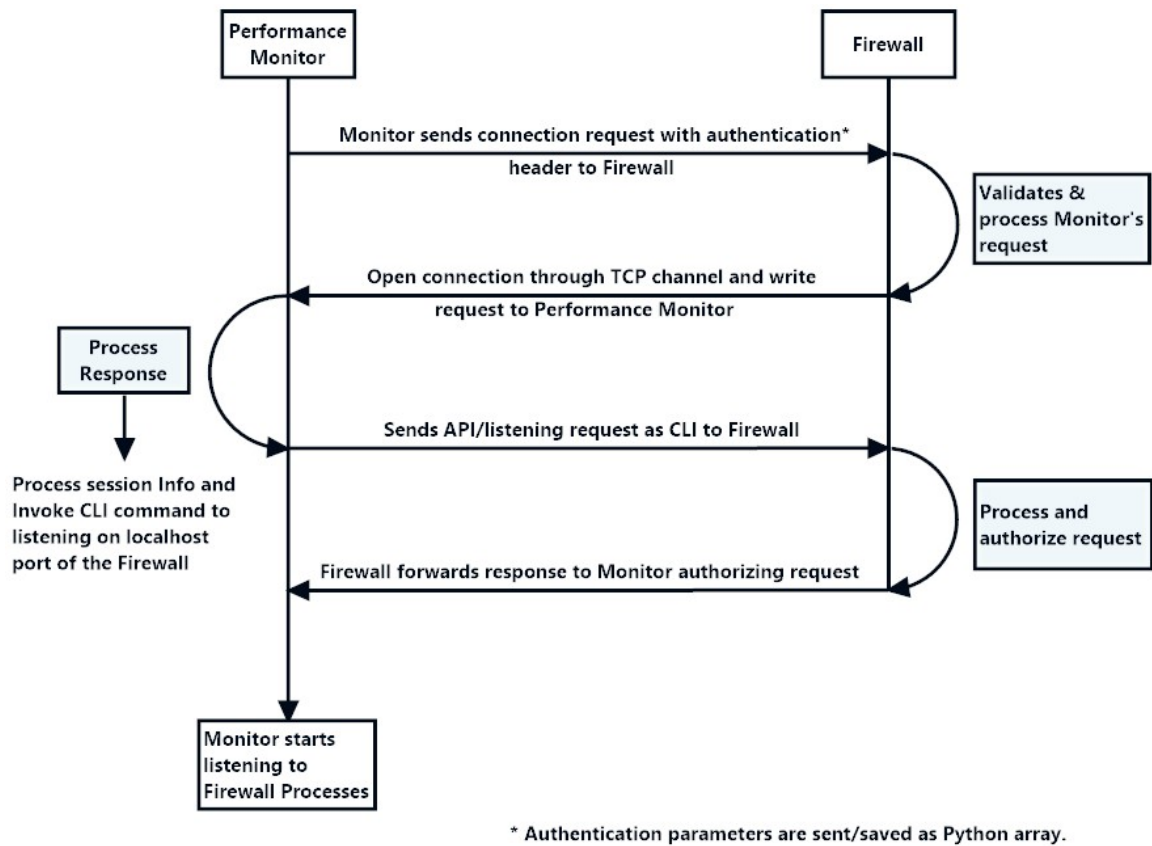 Performance
Monitor
Firewall
Monitor sends connection request with authentication*
header to Firewall
Validates &
process Monitor's
request
Open connection through TCP channel and write
request to Performance Monitor
Process
Response
Sends API/listening request as CLI to Firewall
Process session Info and
Invoke CLI command to
listening on localhost
port of the Firewall
Process and
authorize request
Firewall forwards response to Monitor authorizing request
Monitor starts
listening to
Firewall Processes
* Authentication parameters are sent/saved as Python array.